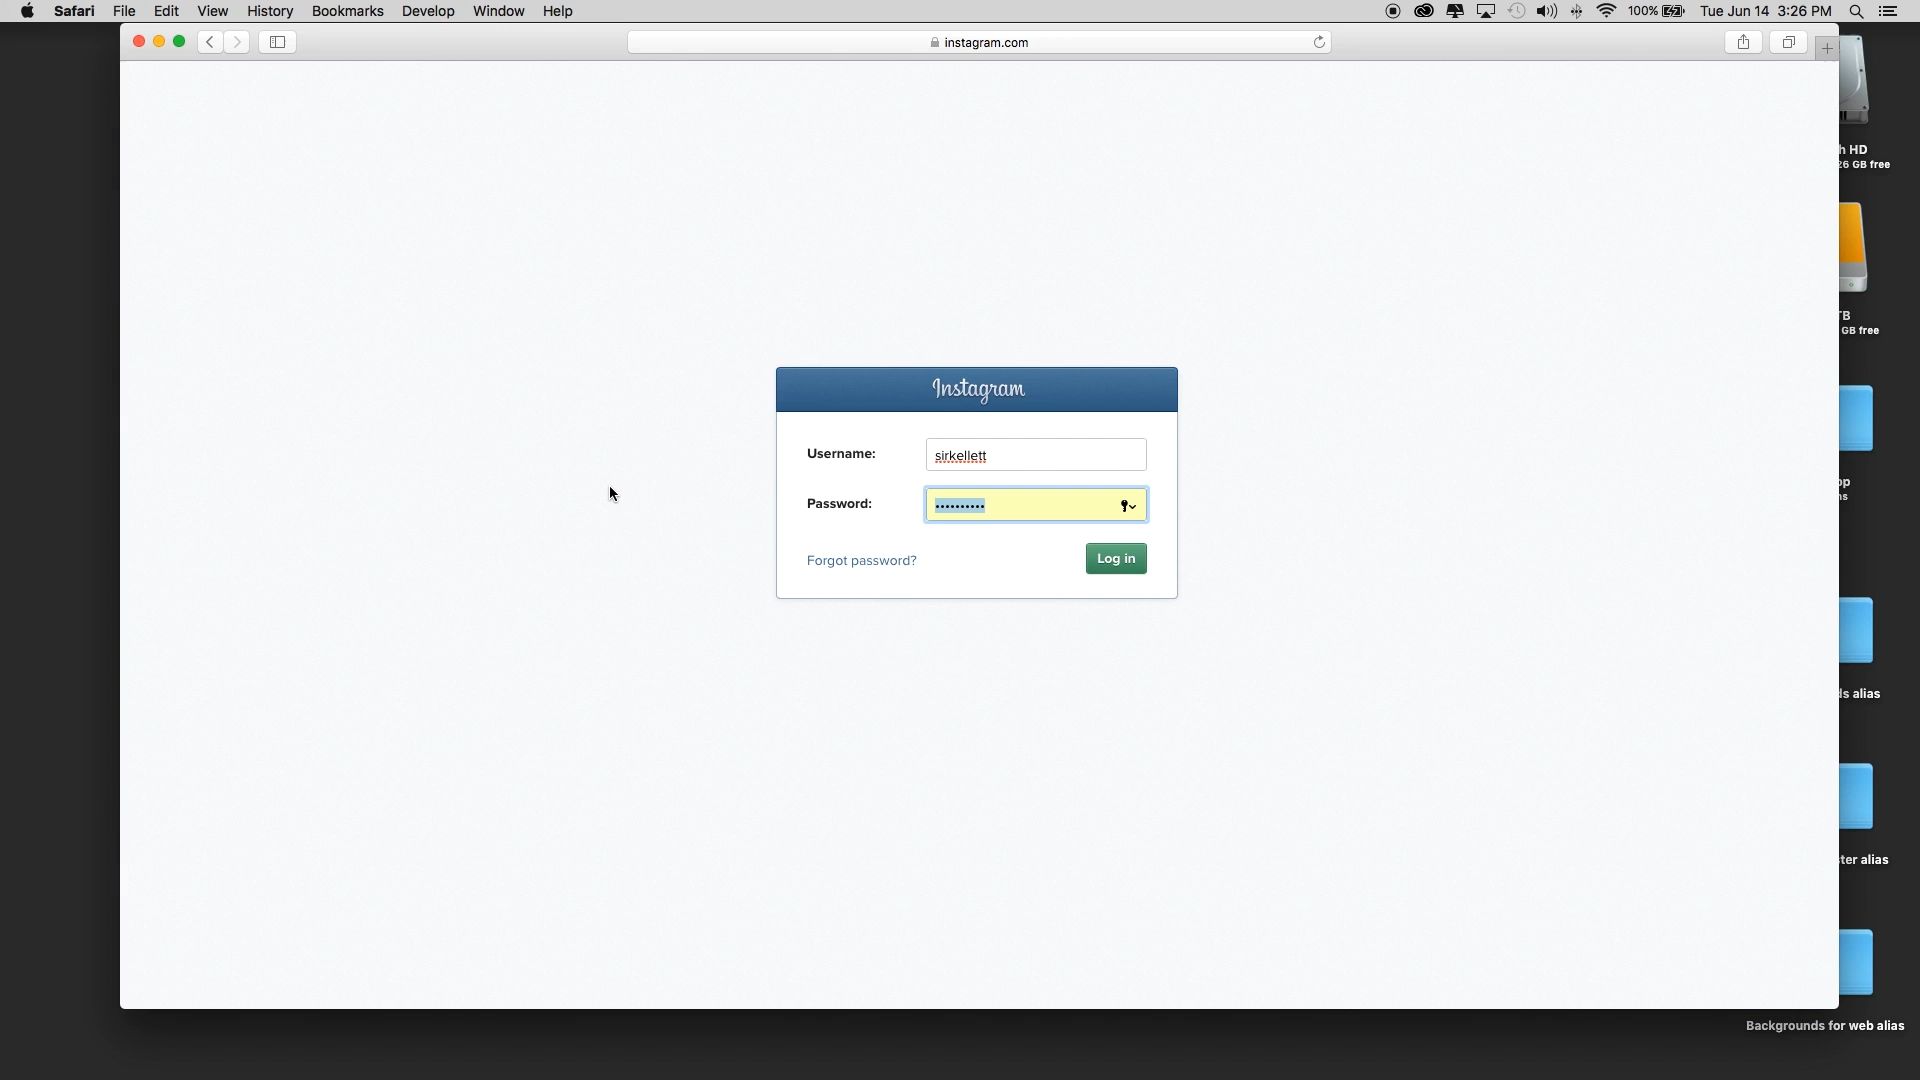 Safari File Edit View History Bookmarks Develop Window Help 100% Tue Jun 14 3:26 PM
instagram.com
h HD
26 GB free
TB
GB free
Instagram
Username: sirkellett
Password: ••••••••••
Forgot password? Log in
op
ns
ds alias
ter alias
Backgrounds for web alias